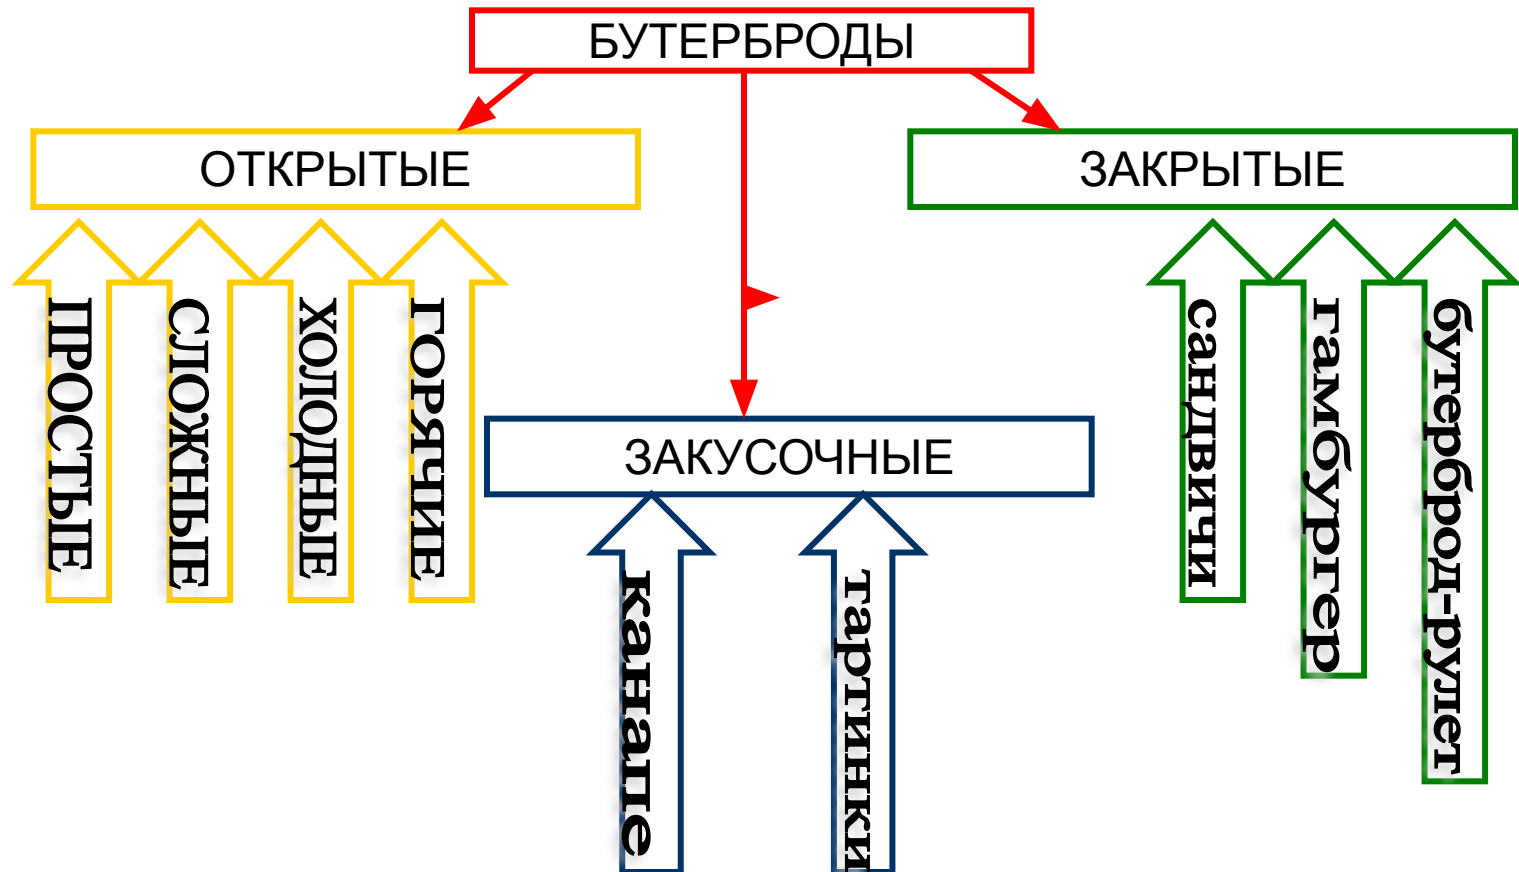 БУТЕРБРОДЫ
ОТКРЫТЫЕ
ЗАКРЫТЫЕ
ПРОСТЫЕ
СЛОЖНЫЕ
ХОЛОДНЫЕ
ГОРЯЧИЕ
сандвичи
гамбургер
бутерброд-рулет
ЗАКУСОЧНЫЕ
канапе
тартинки